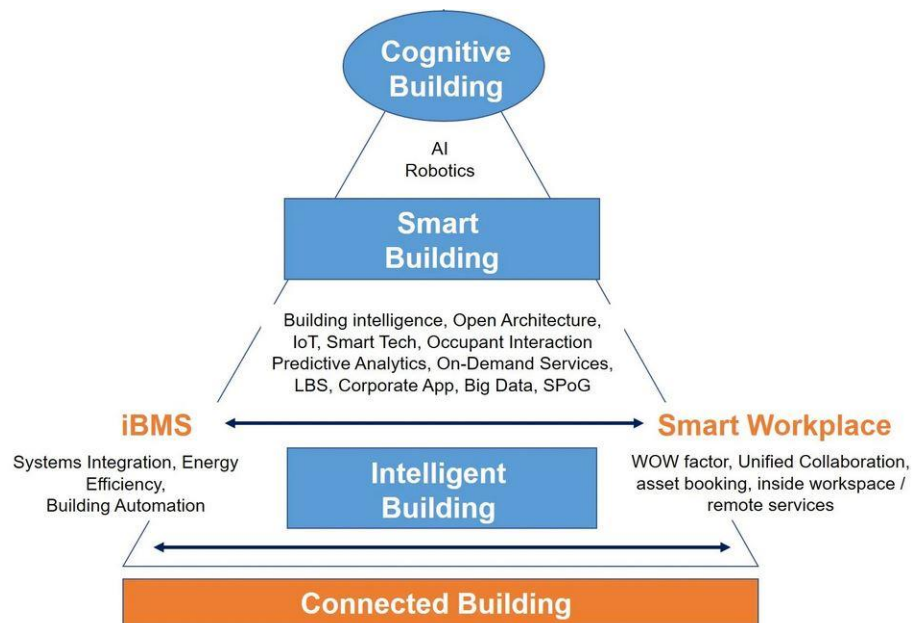 Cognitive
Building
AI
Robotics
Smart
Building
Building intelligence, Open Architecture,
IoT, Smart Tech, Occupant Interaction
Predictive Analytics, On-Demand Services,
LBS, Corporate App, Big Data, SPoG
iBMS
Systems Integration, Energy
Efficiency,
Building Automation
Smart Workplace
WOW factor, Unified Collaboration,
asset booking, inside workspace /
remote services
Intelligent
Building
Connected Building